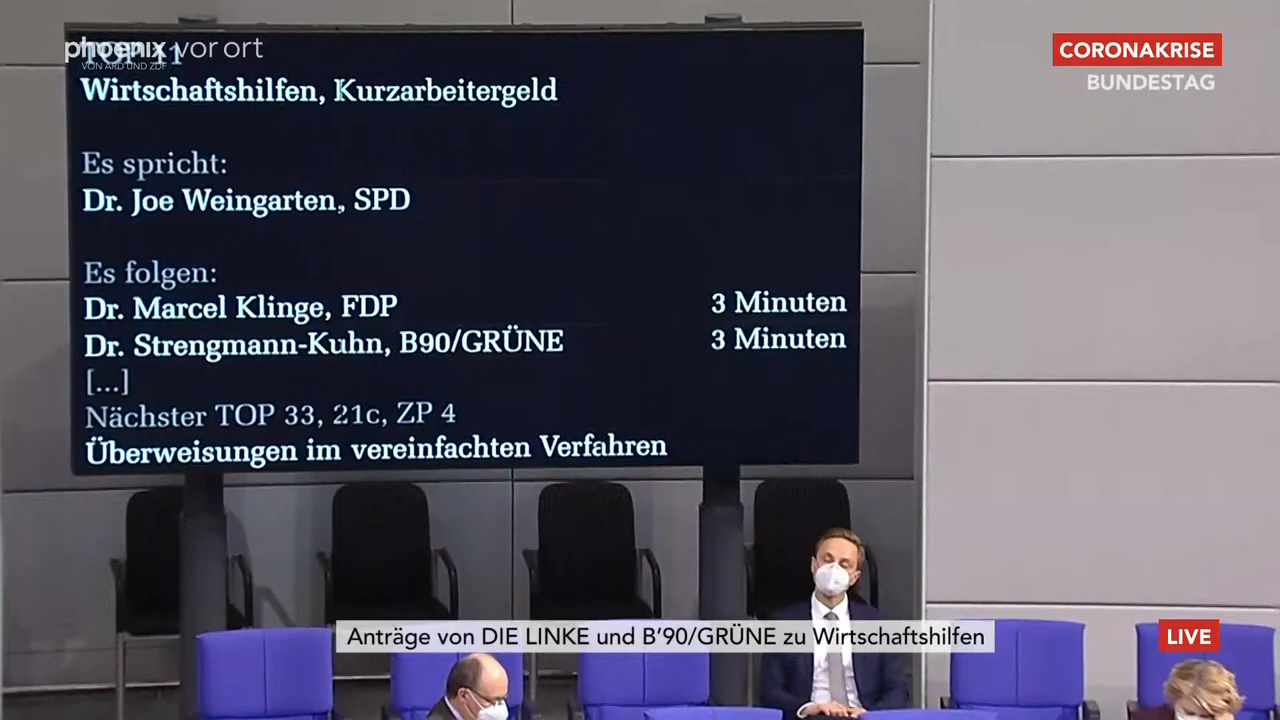 phoenix vor ort
VON ARD UND ZDF
TOP 11
Wirtschaftshilfen, Kurzarbeitergeld
Es spricht:
Dr. Joe Weingarten, SPD
Es folgen:
Dr. Marcel Klinge, FDP 3 Minuten
Dr. Strengmann-Kuhn, B90/GRÜNE 3 Minuten
[...]
Nächster TOP 33, 21c, ZP 4
Überweisungen im vereinfachten Verfahren
CORONAKRISE
BUNDESTAG
Anträge von DIE LINKE und B'90/GRÜNE zu Wirtschaftshilfen
LIVE